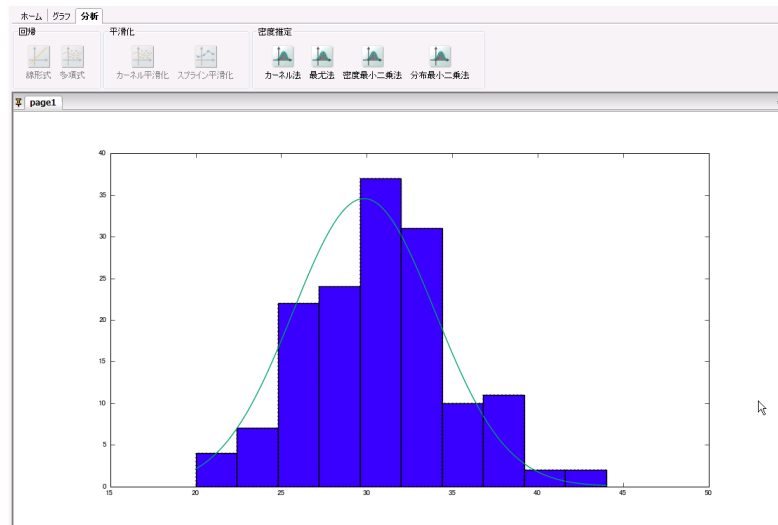 ホーム グラフ 分析
回帰 平滑化 密度推定
線形式 多項式 カーネル平滑化 スプライン平滑化 カーネル法 最尤法 密度最小二乗法 分布最小二乗法
page1
40
35
30
25
20
15
10
5
0
15 20 25 30 35 40 45 50